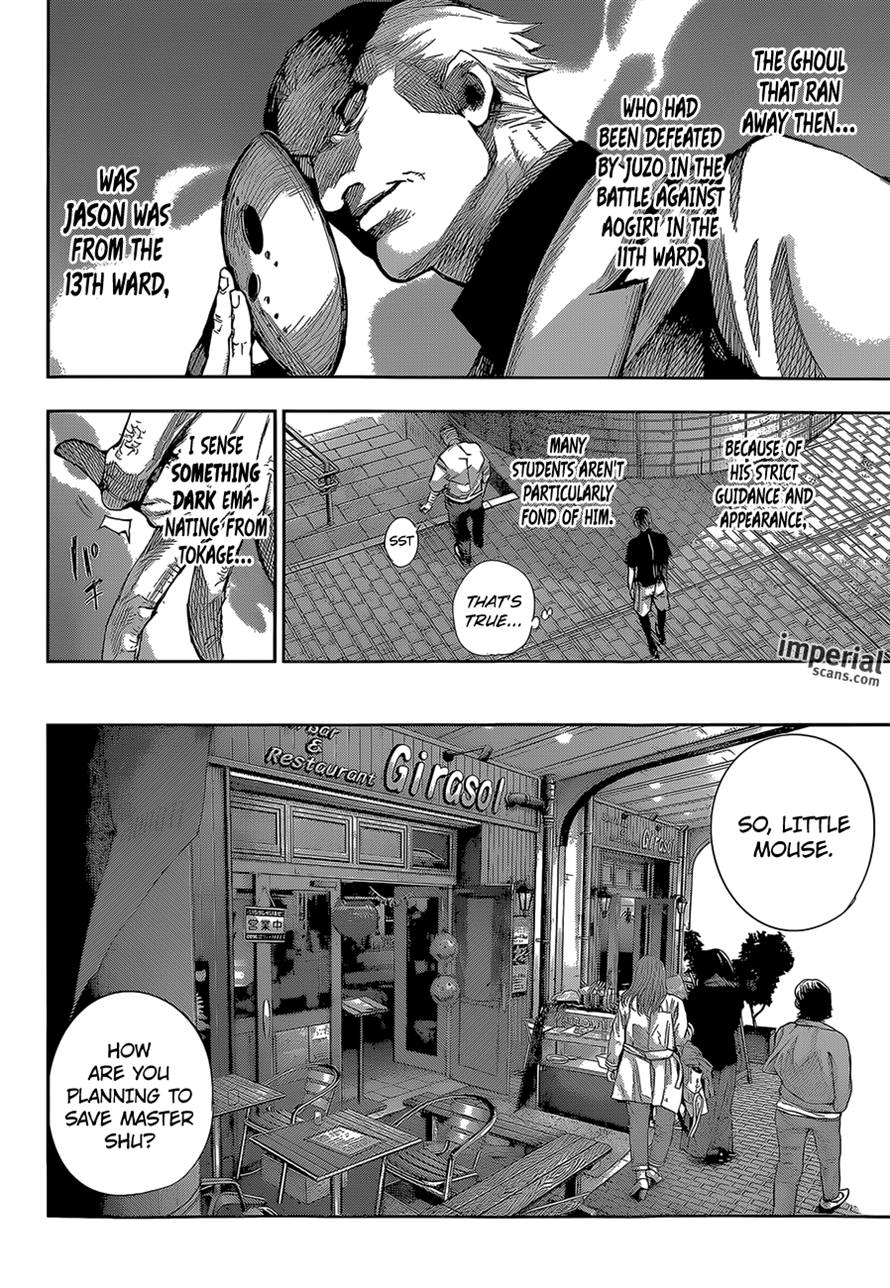 THE GHOUL
THAT RAN
AWAY THEN...
WHO HAD
BEEN DEFEATED
BY JUZO IN THE
BATTLE AGAINST
AOGIRI IN THE
11TH WARD.
WAS
JASON WAS
FROM THE
13TH WARD,
BECAUSE OF
HIS STRICT
GUIDANCE AND
APPEARANCE,
MANY
STUDENTS AREN'T
PARTICULARLY
FOND OF HIM.
SST
THAT'S
TRUE...
I SENSE
SOMETHING
DARK EMA-
NATING FROM
TOKAGE...
imperial
scans.com
SO, LITTLE
MOUSE.
&
Restaurant
Girasol
Girasol
営業中
HOW
ARE YOU
PLANNING TO
SAVE MASTER
SHU?